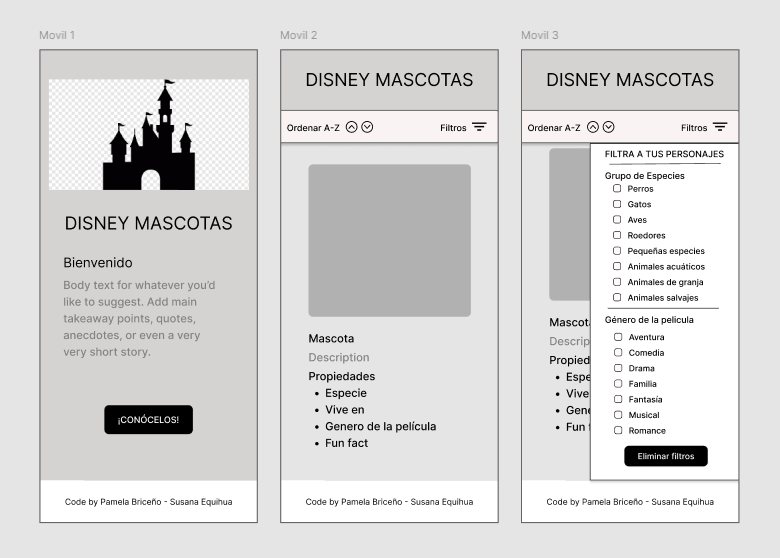 Movil 1
DISNEY MASCOTAS
Bienvenido
Body text for whatever you'd
like to suggest. Add main
takeaway points, quotes,
anecdotes, or even a very
very short story.
¡CONÓCELOS!
Code by Pamela Briceño - Susana Equihua
Movil 2
DISNEY MASCOTAS
Ordenar A-Z
Filtros
Mascota
Description
Propiedades
• Especie
• Vive en
• Genero de la película
• Fun fact
Code by Pamela Briceño - Susana Equihua
Movil 3
DISNEY MASCOTAS
Ordenar A-Z
Filtros
Mascota
Descrip
Propied
• Espe
• Vive
• Gene
• Fun f
FILTRA A TUS PERSONAJES
Grupo de Especies
Perros
Gatos
Aves
Roedores
Pequeñas especies
Animales acuáticos
Animales de granja
Animales salvajes
Género de la pelicula
Aventura
Comedia
Drama
Familia
Fantasía
Musical
Romance
Eliminar filtros
Code by Pamela Briceño - Susana Equihua